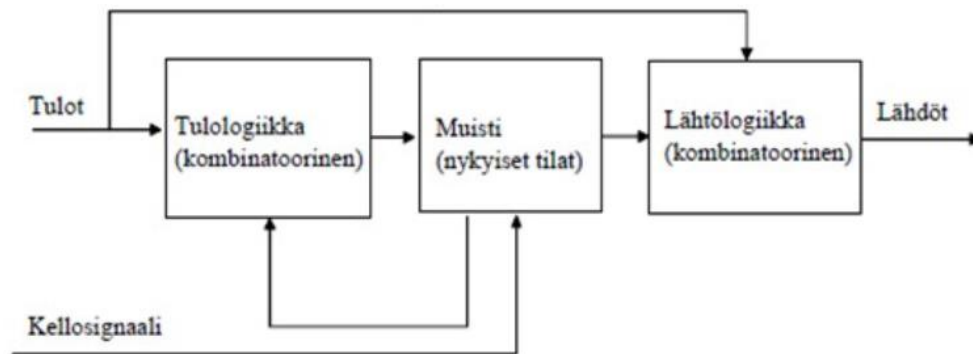 Tulot
Tulologiikka
(kombinatoorinen)
Muisti
(nykyiset tilat)
Lähtölogiikka
(kombinatoorinen)
Lähdöt
Kellosignaali